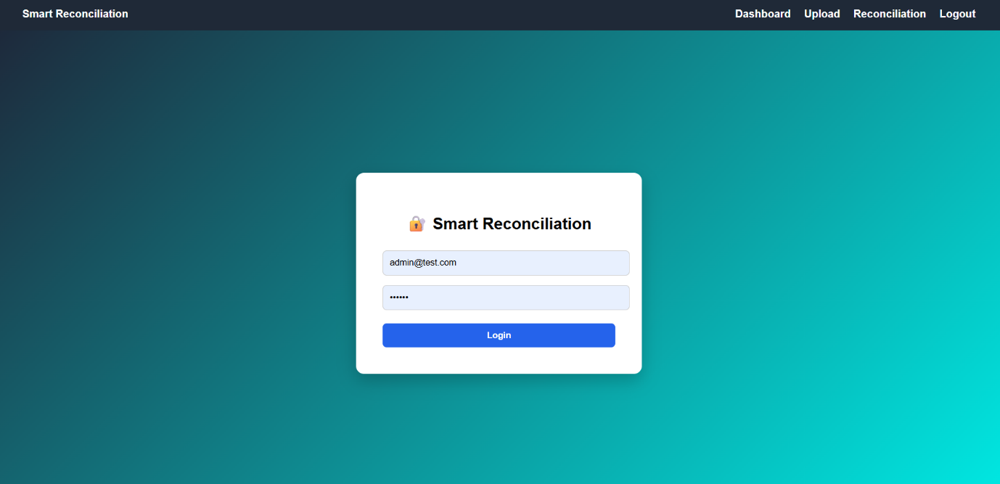 Smart Reconciliation
Dashboard Upload Reconciliation Logout
Smart Reconciliation
admin@test.com
••••••
Login